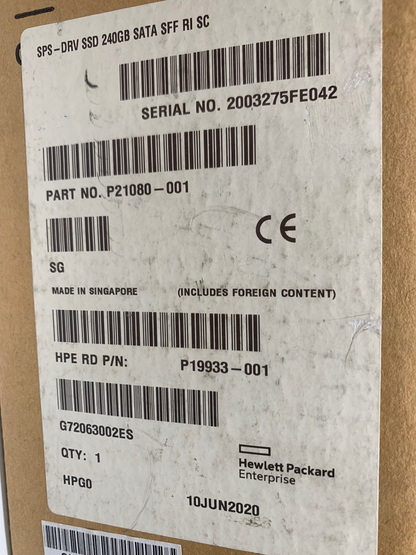 SPS-DRV SSD 240GB SATA SFF RI SC
SERIAL NO. 2003275FE042
PART NO. P21080-001
SG
MADE IN SINGAPORE (INCLUDES FOREIGN CONTENT)
HPE RD P/N: P19933-001
G72063002ES
QTY: 1
Hewlett Packard
Enterprise
HPG0
10JUN2020